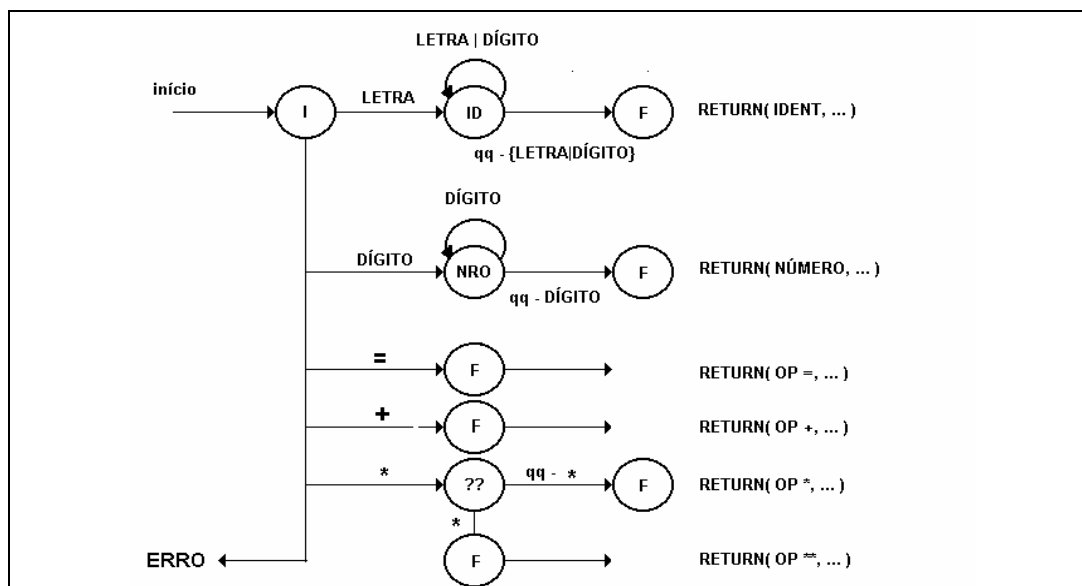 LETRA | DÍGITO
início
I
LETRA
ID
F
RETURN( IDENT, ... )
qq - {LETRA|DÍGITO}
DÍGITO
DÍGITO
NRO
F
RETURN( NÚMERO, ... )
qq - DÍGITO
=
F
RETURN( OP =, ... )
+
F
RETURN( OP +, ... )
*
??
qq - *
F
RETURN( OP *, ... )
*
ERRO
F
RETURN( OP **, ... )